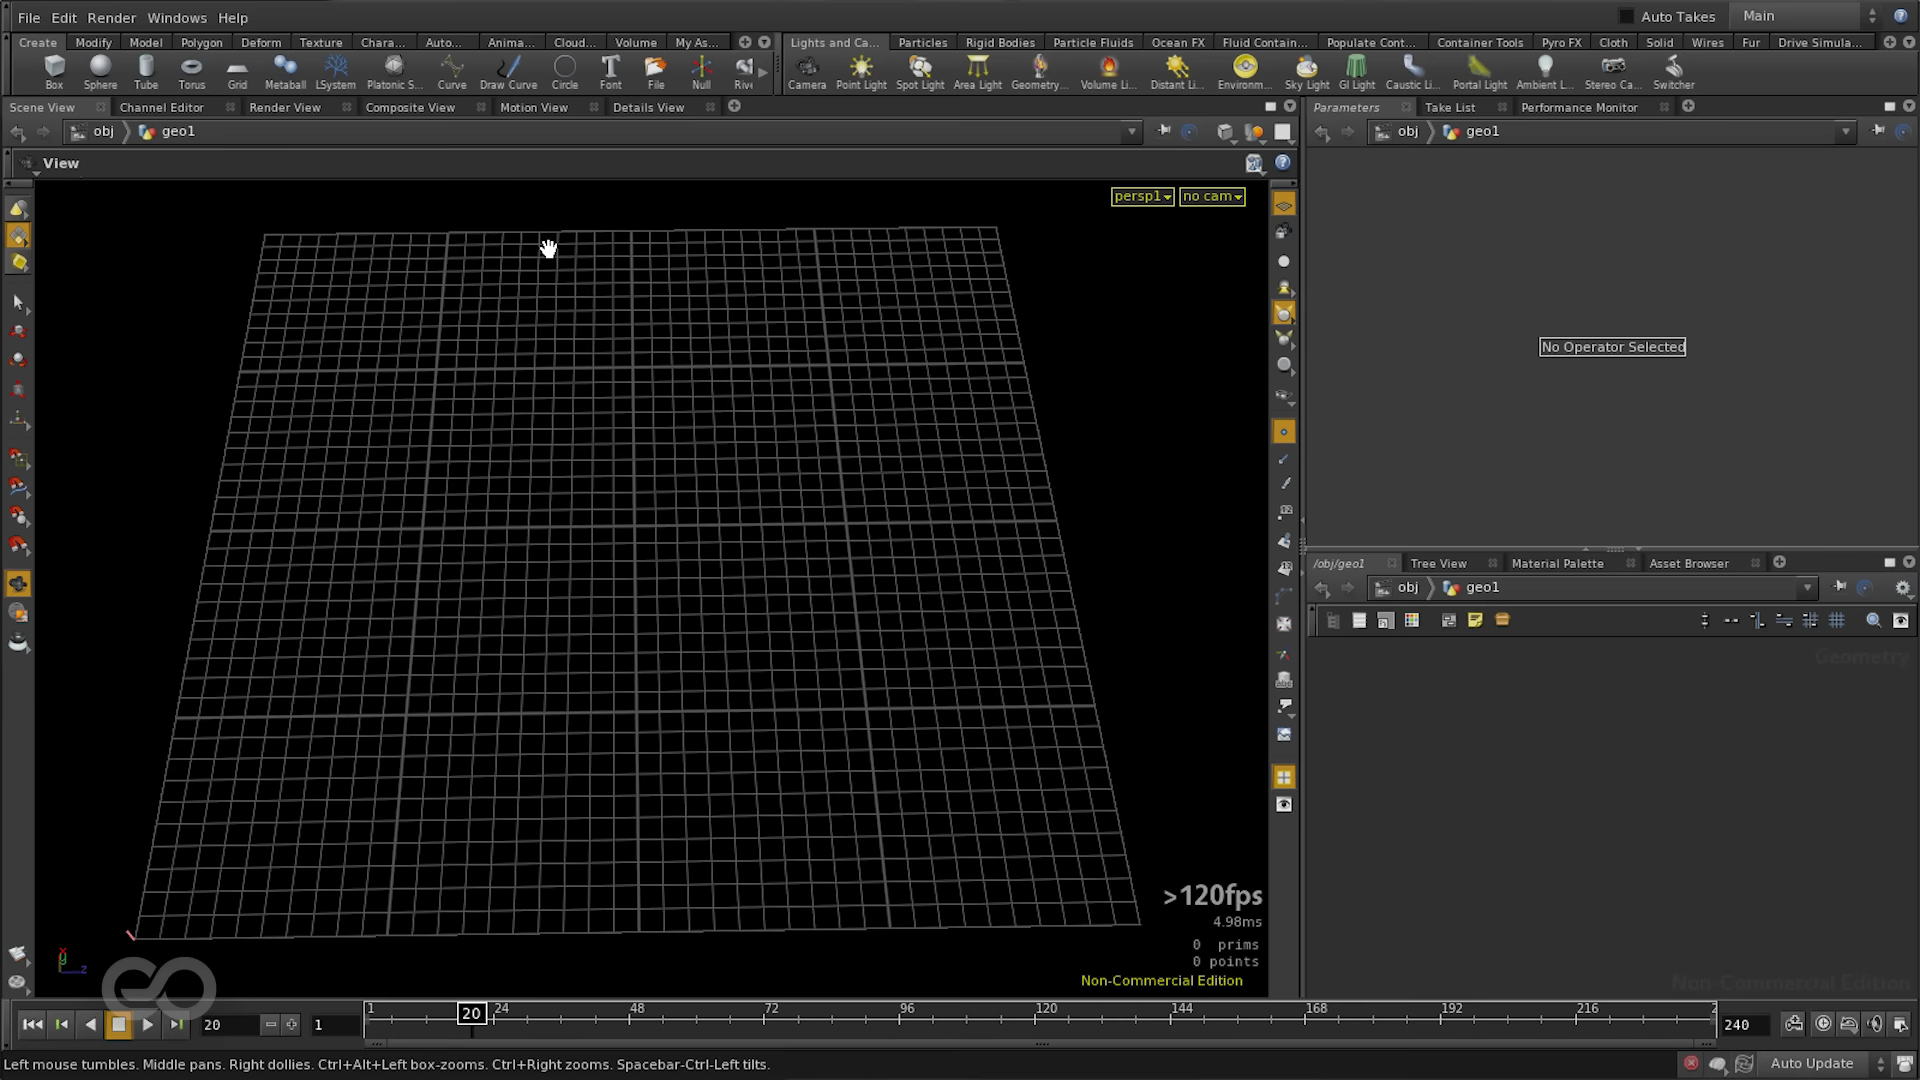 File Edit Render Windows Help
Auto Takes Main
Create Modify Model Polygon Deform Texture Chara... Auto... Anima... Cloud... Volume My As...
Lights and Ca... Particles Rigid Bodies Particle Fluids Ocean FX Fluid Contain... Populate Cont... Container Tools Pyro FX Cloth Solid Wires Fur Drive Simula...
Box Sphere Tube Torus Grid Metaball LSystem Platonic S... Curve Draw Curve Circle Font File Null Rive
Camera Point Light Spot Light Area Light Geometry... Volume Li... Distant Li... Environm... Sky Light GI Light Caustic Li... Portal Light Ambient L... Stereo Ca... Switcher
Scene View Channel Editor Render View Composite View Motion View Details View
Parameters Take List Performance Monitor
obj geo1
obj geo1
View
persp1 no cam
No Operator Selected
/obj/geo1 Tree View Material Palette Asset Browser
obj geo1
Geometry
>120fps
4.98ms
0 prims
0 points
Non-Commercial Edition
Non-Commercial Edition
x
y
z
20 1
1 20 24 48 72 96 120 144 168 192 216 2
240
Left mouse tumbles. Middle pans. Right dollies. Ctrl+Alt+Left box-zooms. Ctrl+Right zooms. Spacebar-Ctrl-Left tilts.
Auto Update